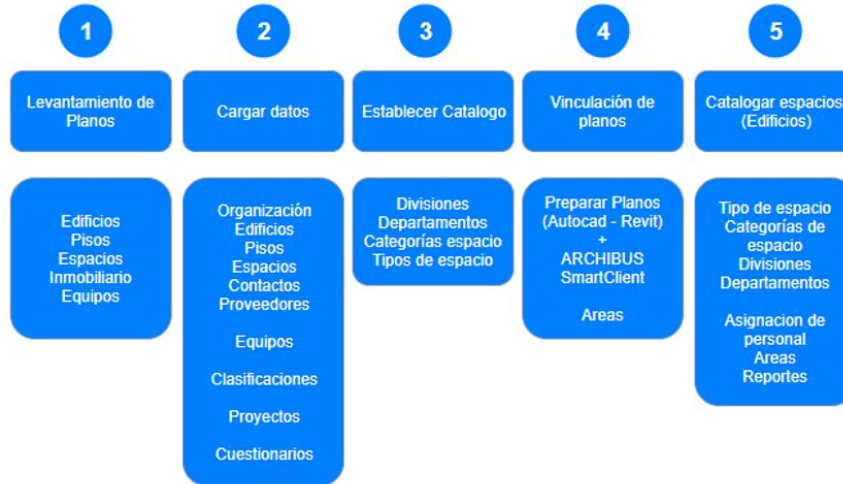 1
2
3
4
5
Levantamiento de
Planos
Cargar datos
Establecer Catalogo
Vinculación de
planos
Catalogar espacios
(Edificios)
Edificios
Pisos
Espacios
Inmobiliario
Equipos
Organización
Edificios
Pisos
Espacios
Contactos
Proveedores
Equipos
Clasificaciones
Proyectos
Cuestionarios
Divisiones
Departamentos
Categorías espacio
Tipos de espacio
Preparar Planos
(Autocad - Revit)
+
ARCHIBUS
SmartClient
Areas
Tipo de espacio
Categorías de
espacio
Divisiones
Departamentos
Asignacion de
personal
Areas
Reportes